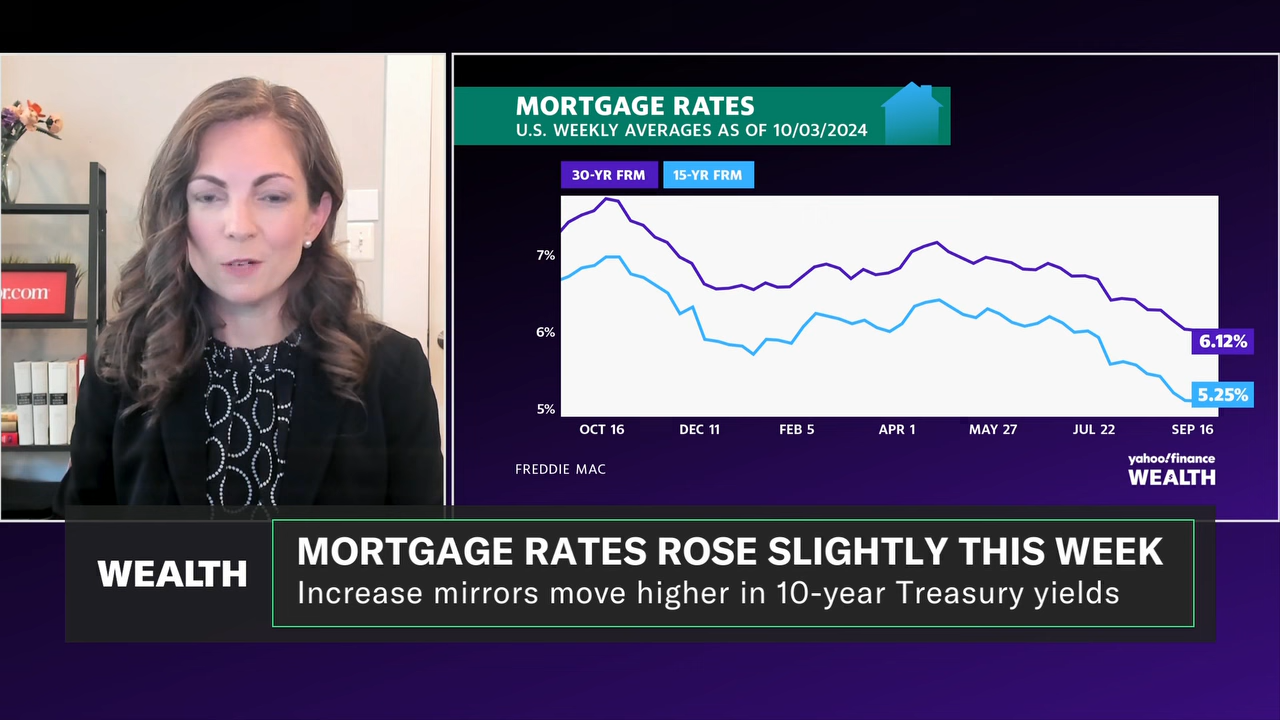 MORTGAGE RATES
U.S. WEEKLY AVERAGES AS OF 10/03/2024
30-YR FRM
15-YR FRM
7%
6%
5%
6.12%
5.25%
OCT 16
DEC 11
FEB 5
APR 1
MAY 27
JUL 22
SEP 16
FREDDIE MAC
yahoo!finance
WEALTH
r.com
WEALTH
MORTGAGE RATES ROSE SLIGHTLY THIS WEEK
Increase mirrors move higher in 10-year Treasury yields